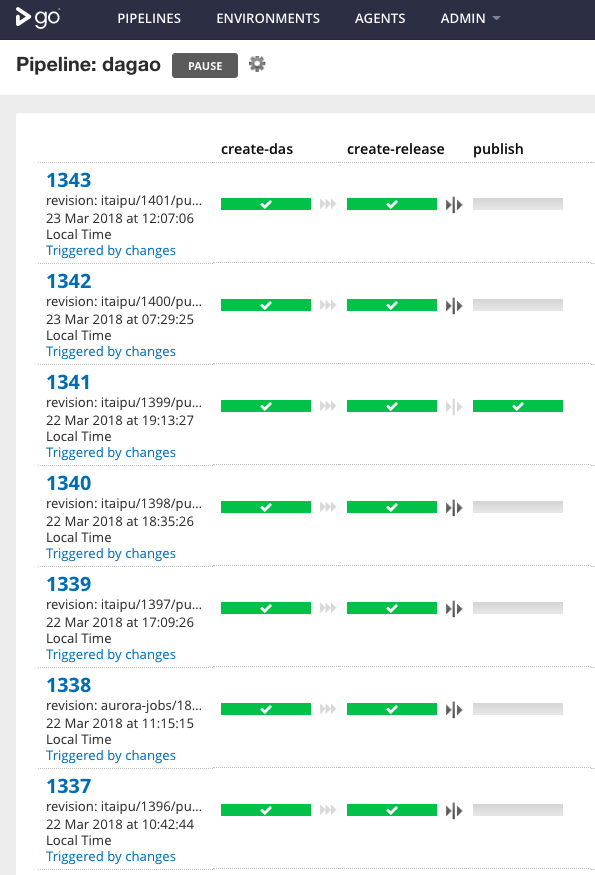 go
PIPELINES ENVIRONMENTS AGENTS ADMIN
Pipeline: dagao PAUSE
create-das create-release publish
1343
revision: itaipu/1401/pu...
23 Mar 2018 at 12:07:06
Local Time
Triggered by changes
1342
revision: itaipu/1400/pu...
23 Mar 2018 at 07:29:25
Local Time
Triggered by changes
1341
revision: itaipu/1399/pu...
22 Mar 2018 at 19:13:27
Local Time
Triggered by changes
1340
revision: itaipu/1398/pu...
22 Mar 2018 at 18:35:26
Local Time
Triggered by changes
1339
revision: itaipu/1397/pu...
22 Mar 2018 at 17:09:26
Local Time
Triggered by changes
1338
revision: aurora-jobs/18...
22 Mar 2018 at 11:15:15
Local Time
Triggered by changes
1337
revision: itaipu/1396/pu...
22 Mar 2018 at 10:42:44
Local Time
Triggered by changes